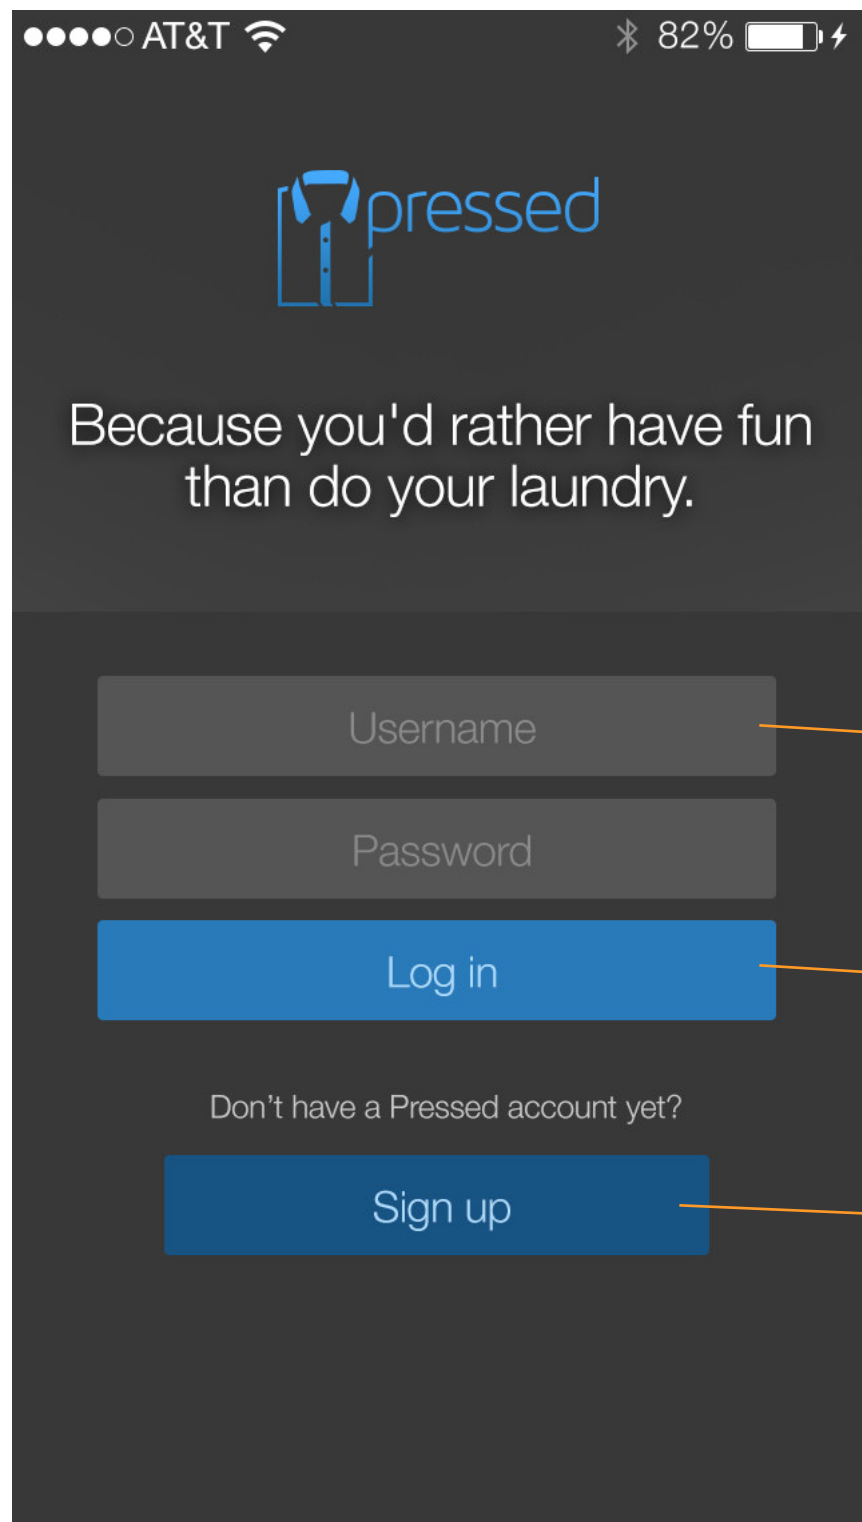 AT&T 82%
pressed
Because you'd rather have fun
than do your laundry.
Username
Password
Log in
Don’t have a Pressed account yet?
Sign up